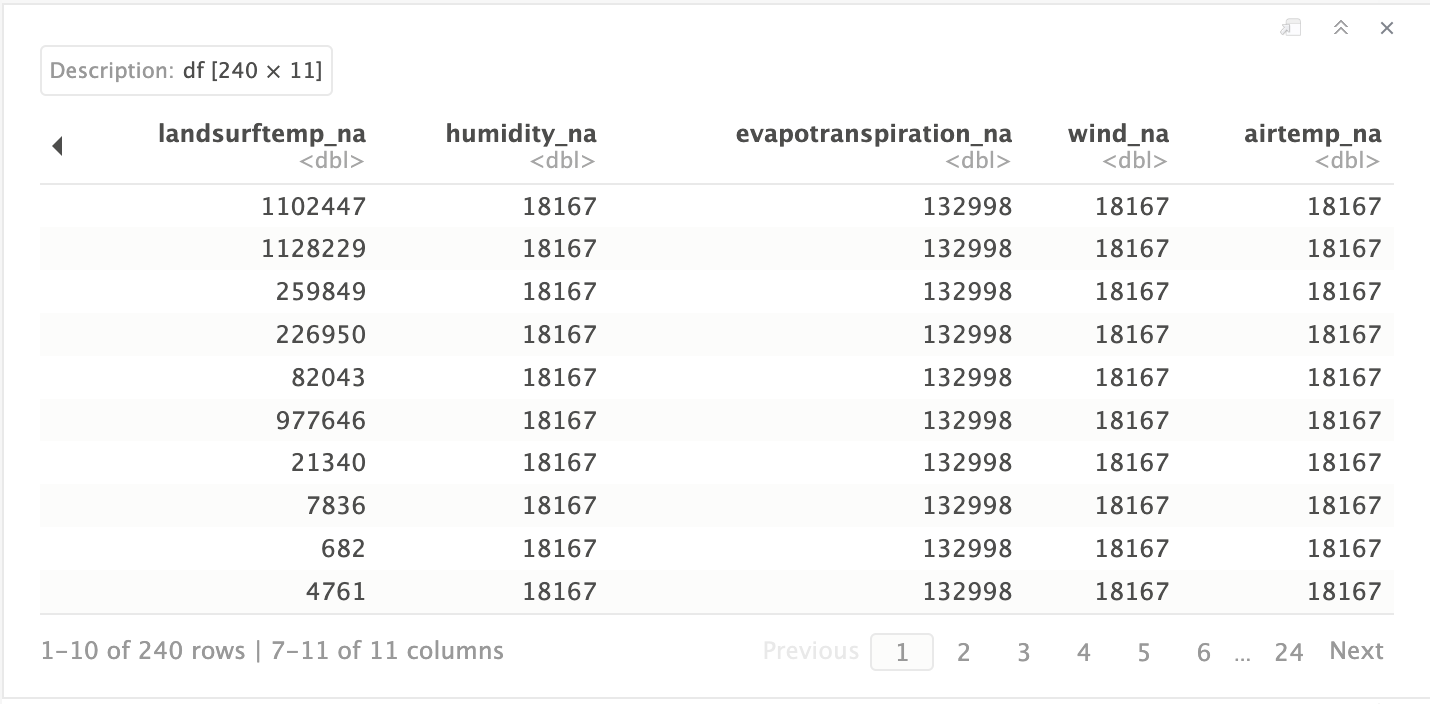 Description: df [240 × 11]
landsurftemp_na humidity_na evapotranspiration_na wind_na airtemp_na
<dbl> <dbl> <dbl> <dbl> <dbl>
1102447 18167 132998 18167 18167
1128229 18167 132998 18167 18167
259849 18167 132998 18167 18167
226950 18167 132998 18167 18167
82043 18167 132998 18167 18167
977646 18167 132998 18167 18167
21340 18167 132998 18167 18167
7836 18167 132998 18167 18167
682 18167 132998 18167 18167
4761 18167 132998 18167 18167
1-10 of 240 rows | 7-11 of 11 columns Previous 1 2 3 4 5 6 ... 24 Next